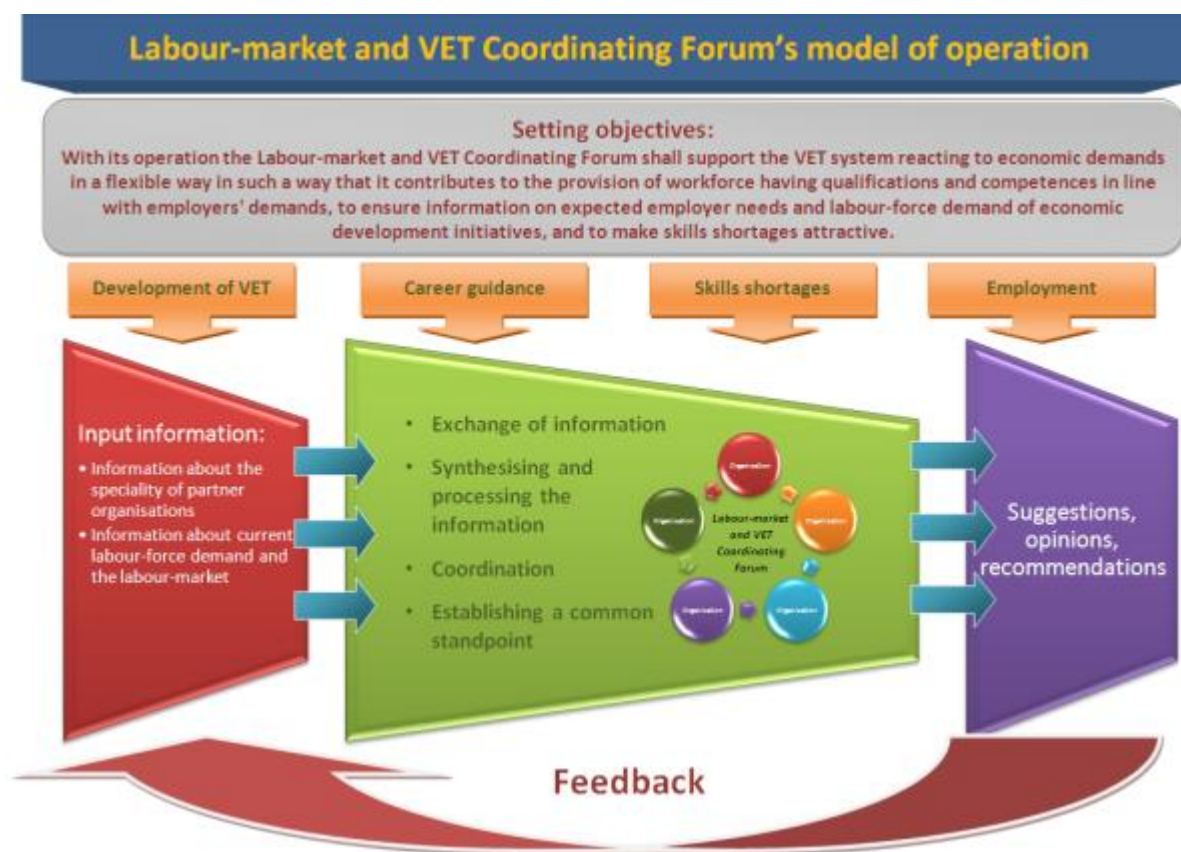 Labour-market and VET Coordinating Forum's model of operation
Setting objectives:
With its operation the Labour-market and VET Coordinating Forum shall support the VET system reacting to economic demands
in a flexible way in such a way that it contributes to the provision of workforce having qualifications and competences in line
with employers' demands, to ensure information on expected employer needs and labour-force demand of economic
development initiatives, and to make skills shortages attractive.
Development of VET
Career guidance
Skills shortages
Employment
Input information:
• Information about the
speciality of partner
organisations
• Information about current
labour-force demand and
the labour-market
• Exchange of information
• Synthesising and
processing the
information
• Coordination
• Establishing a common
standpoint
Organisation
Organisation
Organisation
Labour-market
and VET
Coordinating
Forum
Organisation
Organisation
Suggestions,
opinions,
recommendations
Feedback